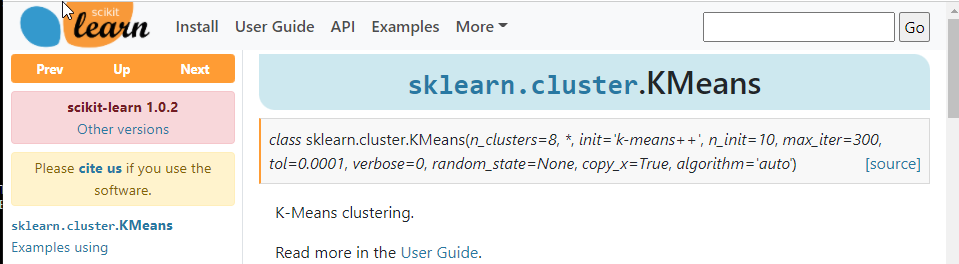 scikit
learn
Install User Guide API Examples More
Go
Prev Up Next
scikit-learn 1.0.2
Other versions
Please cite us if you use the
software.
sklearn.cluster.KMeans
Examples using
sklearn.cluster.KMeans
class sklearn.cluster.KMeans(n_clusters=8, *, init='k-means++', n_init=10, max_iter=300,
tol=0.0001, verbose=0, random_state=None, copy_x=True, algorithm='auto') [source]
K-Means clustering.
Read more in the User Guide.